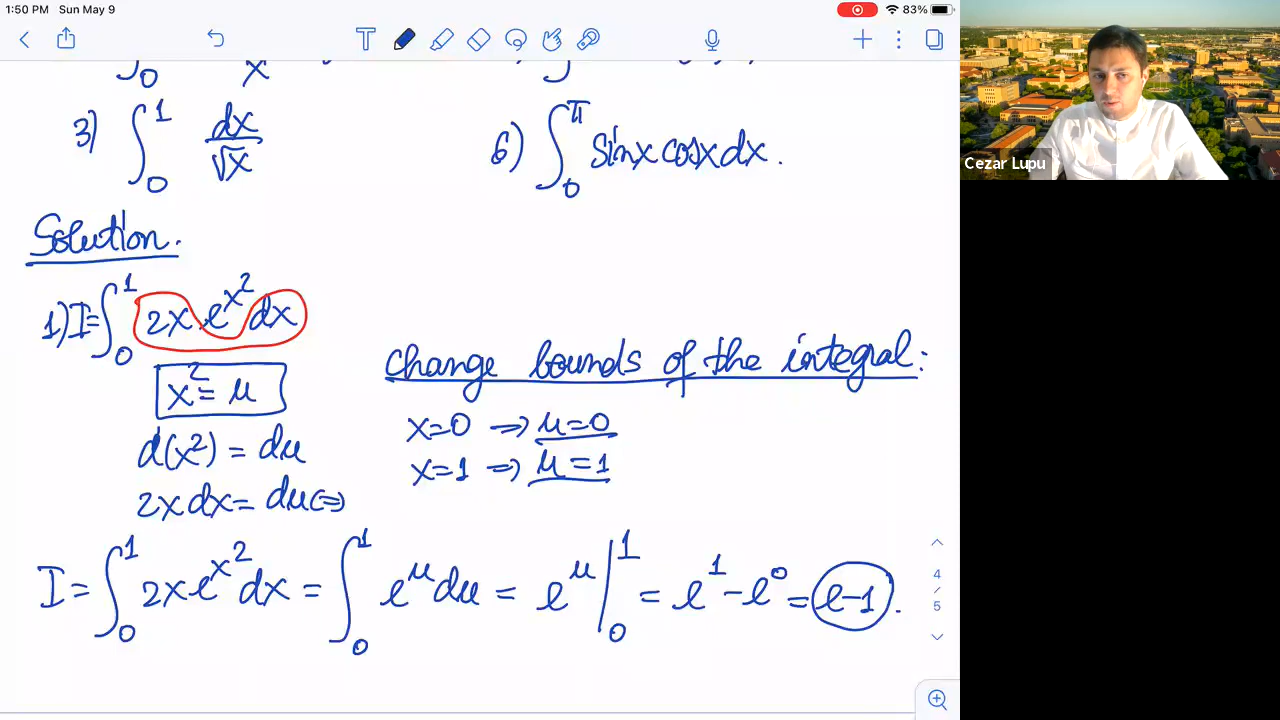 1:50 PM Sun May 9
83%
0 x
3) ∫₀¹ dx/√x
6) ∫₀^π sinx cosx dx.
Solution.
1) I = ∫₀¹ 2x e^{x²} dx
x² = u
d(x²) = du
2x dx = du ⇔
Change bounds of the integral:
x=0 ⇒ u=0
x=1 ⇒ u=1
I = ∫₀¹ 2x e^{x²} dx = ∫₀¹ e^u du = e^u |₀¹ = e¹ - e⁰ = e-1.
4
/
5
Cezar Lupu